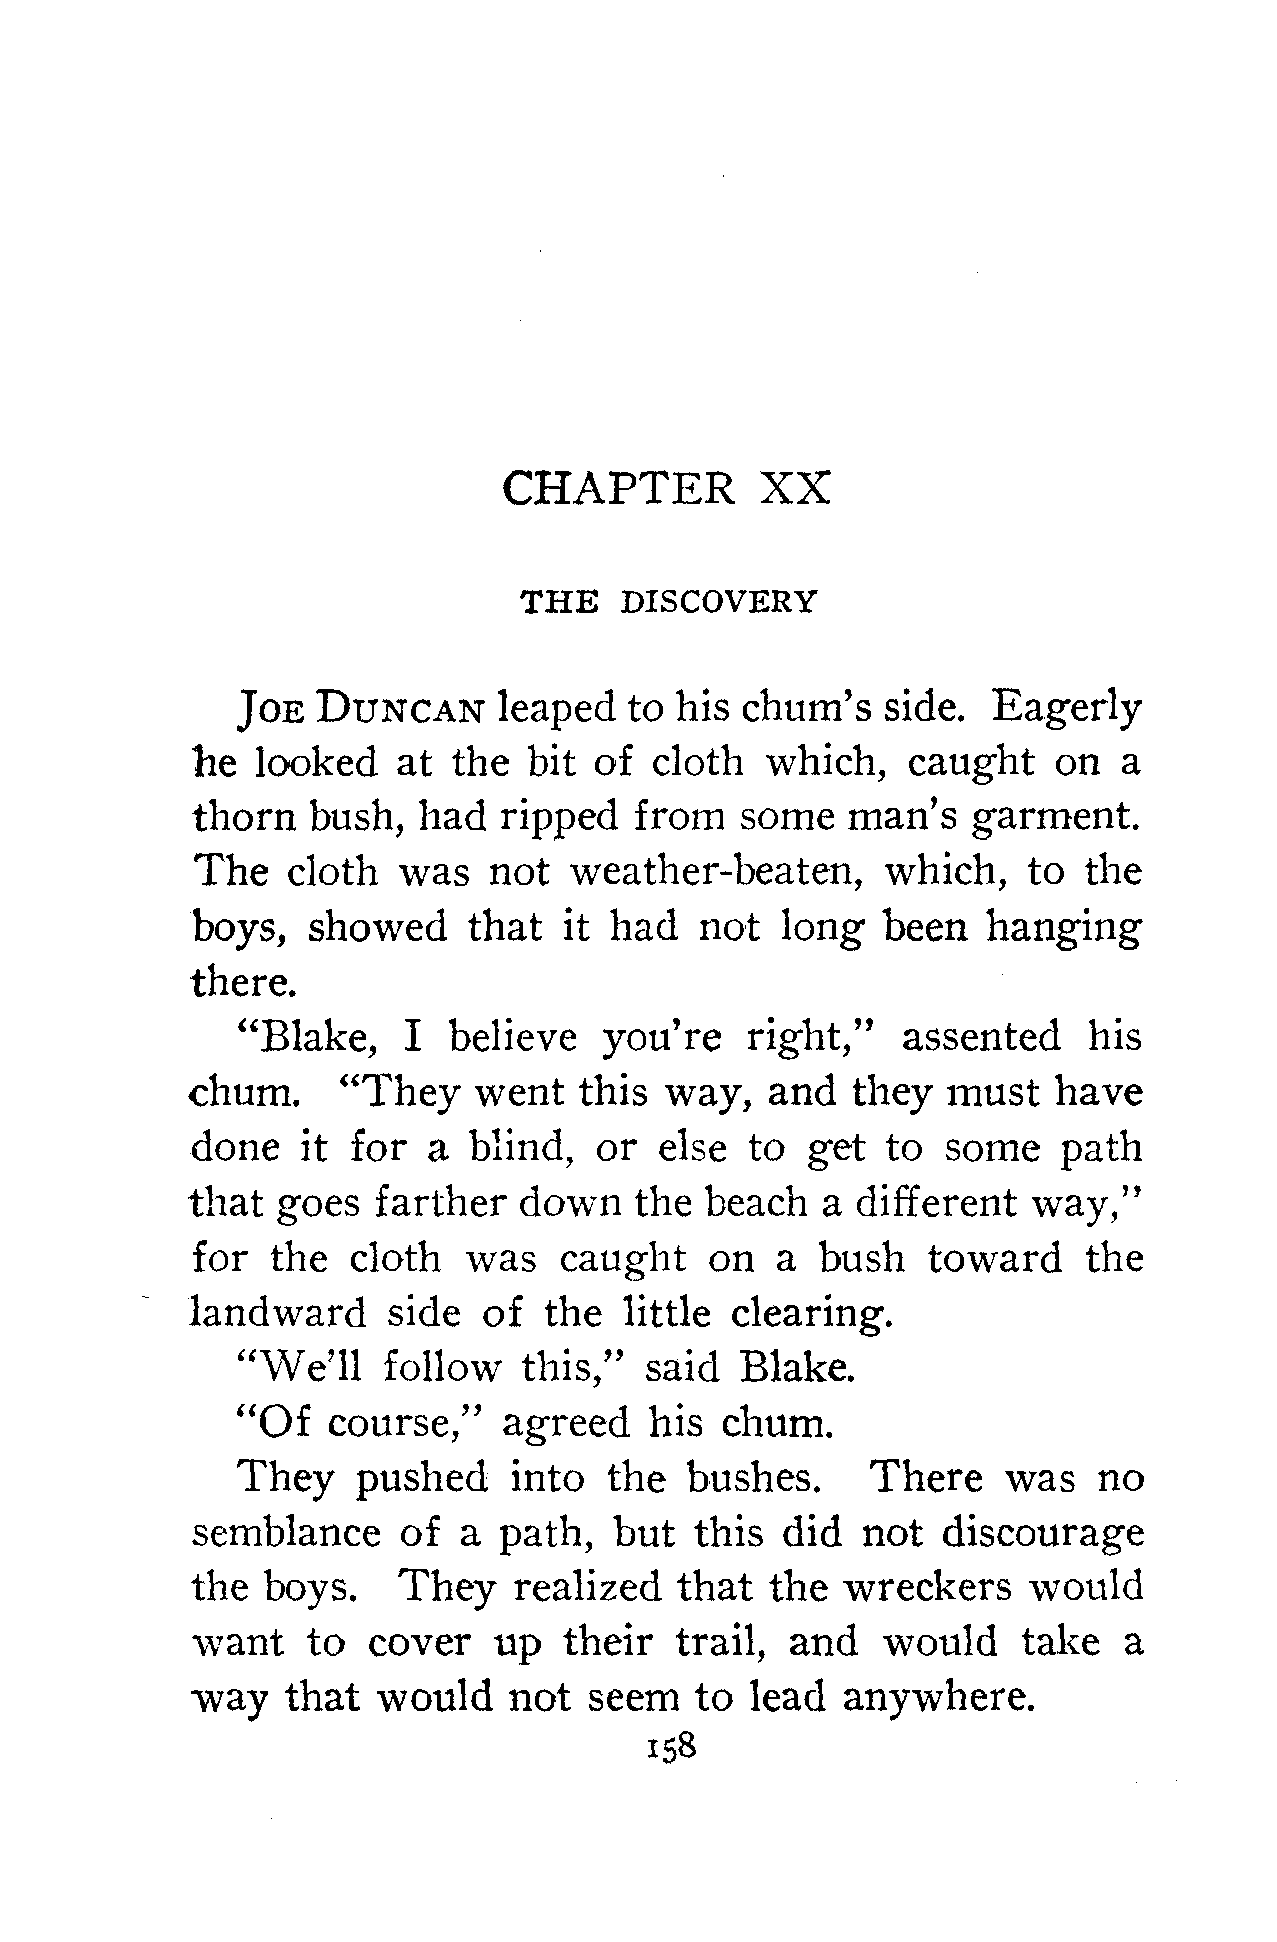 CHAPTER XX
THE DISCOVERY
JOE DUNCAN leaped to his chum's side. Eagerly
he looked at the bit of cloth which, caught on a
thorn bush, had ripped from some man's garment.
The cloth was not weather-beaten, which, to the
boys, showed that it had not long been hanging
there.
"Blake, I believe you're right," assented his
chum. "They went this way, and they must have
done it for a blind, or else to get to some path
that goes farther down the beach a different way,"
for the cloth was caught on a bush toward the
landward side of the little clearing.
"We'll follow this," said Blake.
"Of course," agreed his chum.
They pushed into the bushes. There was no
semblance of a path, but this did not discourage
the boys. They realized that the wreckers would
want to cover up their trail, and would take a
way that would not seem to lead anywhere.
158